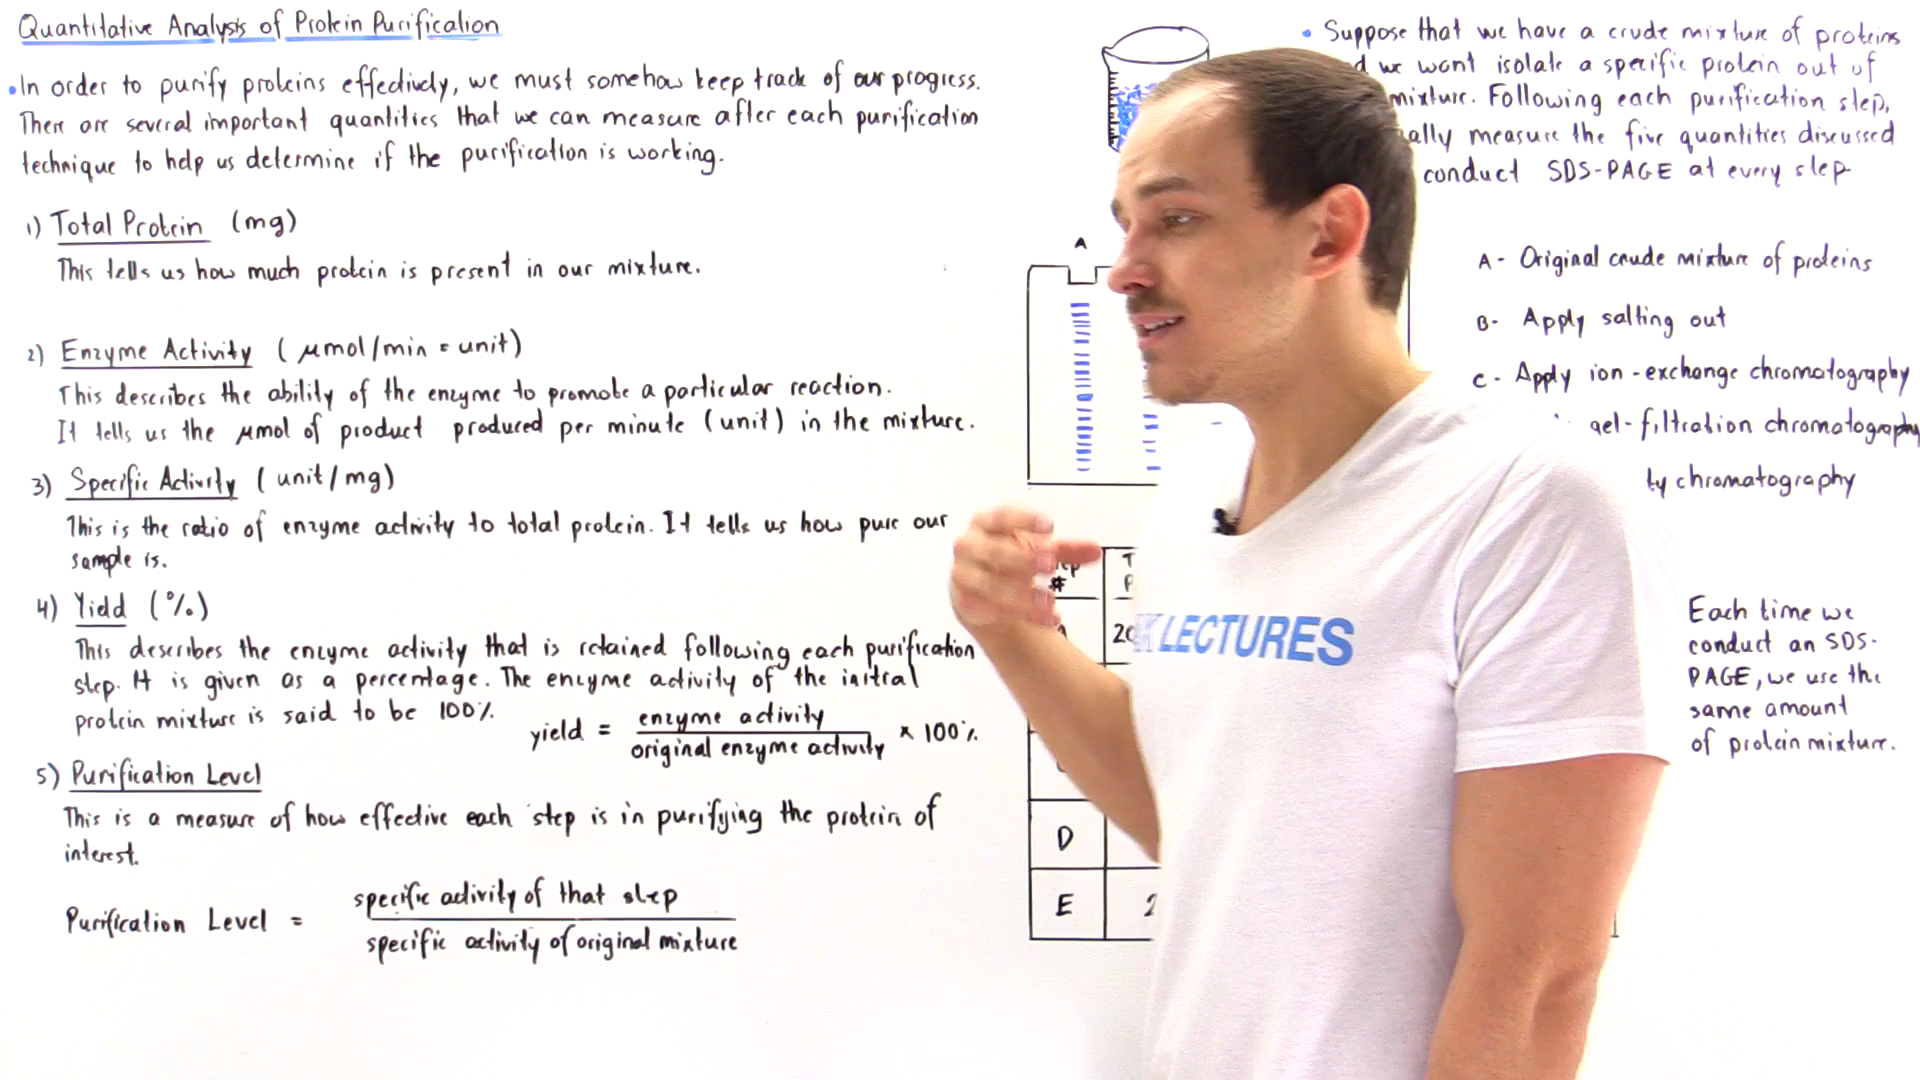 Quantitative Analysis of Protein Purification
• In order to purify proteins effectively, we must somehow keep track of our progress.
There are several important quantities that we can measure after each purification
technique to help us determine if the purification is working.
1) Total Protein (mg)
This tells us how much protein is present in our mixture.
2) Enzyme Activity ( μmol/min = unit)
This describes the ability of the enzyme to promote a particular reaction.
It tells us the μmol of product produced per minute (unit) in the mixture.
3) Specific Activity ( unit/mg)
This is the ratio of enzyme activity to total protein. It tells us how pure our
sample is.
4) Yield (%)
This describes the enzyme activity that is retained following each purification
step. It is given as a percentage. The enzyme activity of the initial
protein mixture is said to be 100%.
yield = enzyme activity
original enzyme activity × 100%
5) Purification Level
This is a measure of how effective each step is in purifying the protein of
interest.
Purification Level = specific activity of that step
specific activity of original mixture
• Suppose that we have a crude mixture of proteins
we want isolate a specific protein out of
mixture. Following each purification step,
measure the five quantities discussed
conduct SDS-PAGE at every step
A
A - Original crude mixture of proteins
B - Apply salting out
C - Apply ion-exchange chromatography
gel-filtration chromatography
chromatography
#
D
E
LECTURES
Each time we
conduct an SDS-
PAGE, we use the
same amount
of protein mixture.